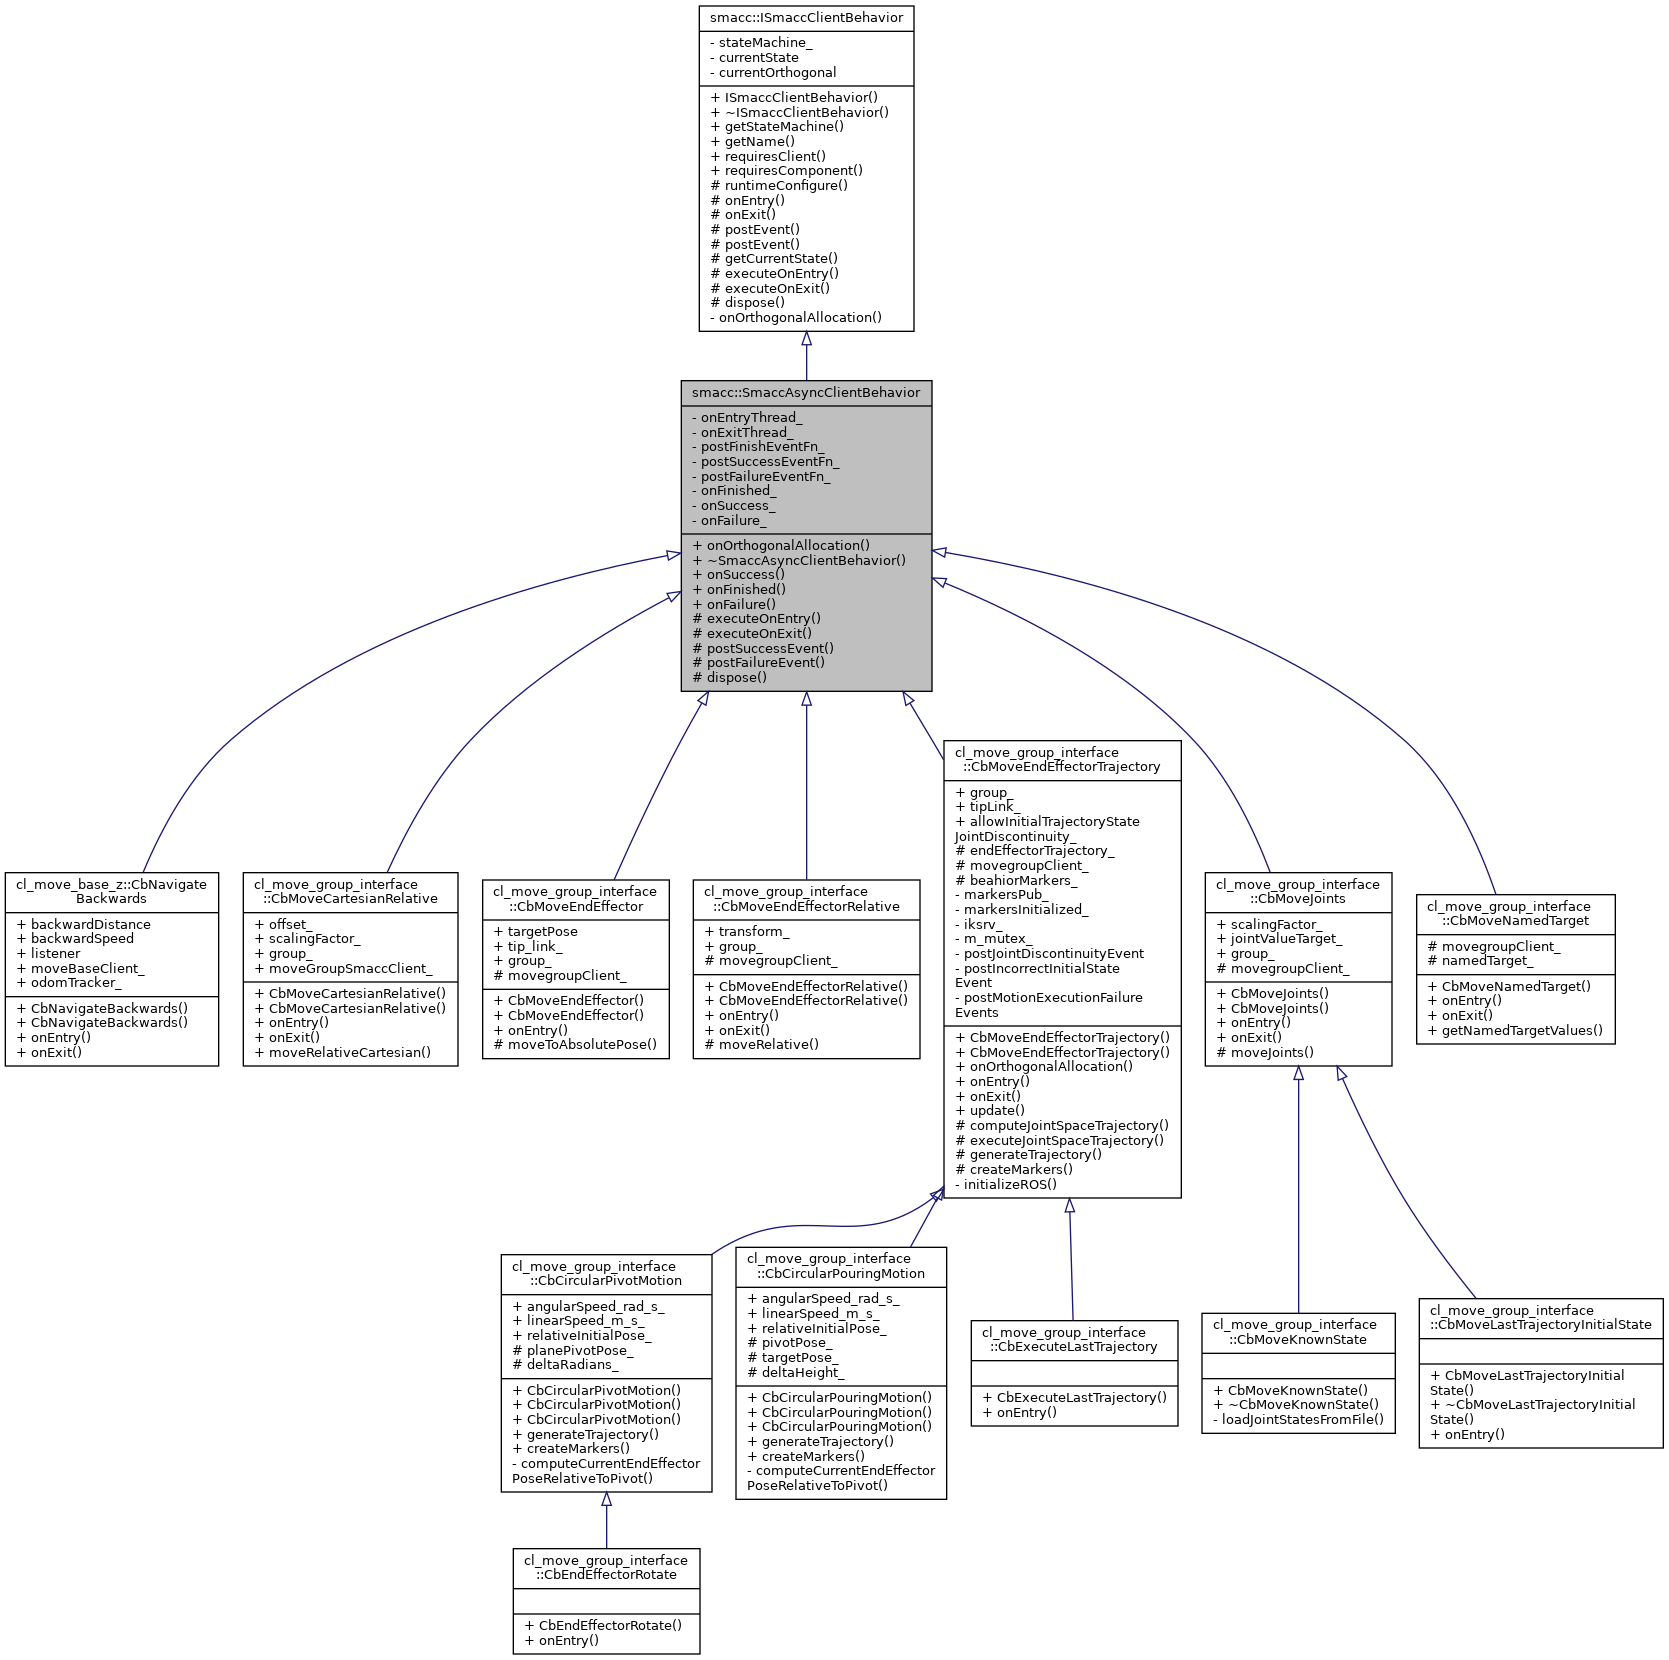 smacc::ISmaccClientBehavior
- stateMachine_
- currentState
- currentOrthogonal
+ ISmaccClientBehavior()
+ ~ISmaccClientBehavior()
+ getStateMachine()
+ getName()
+ requiresClient()
+ requiresComponent()
# runtimeConfigure()
# onEntry()
# onExit()
# postEvent()
# postEvent()
# getCurrentState()
# executeOnEntry()
# executeOnExit()
# dispose()
- onOrthogonalAllocation()
smacc::SmaccAsyncClientBehavior
- onEntryThread_
- onExitThread_
- postFinishEventFn_
- postSuccessEventFn_
- postFailureEventFn_
- onFinished_
- onSuccess_
- onFailure_
+ onOrthogonalAllocation()
+ ~SmaccAsyncClientBehavior()
+ onSuccess()
+ onFinished()
+ onFailure()
# executeOnEntry()
# executeOnExit()
# postSuccessEvent()
# postFailureEvent()
# dispose()
cl_move_base_z::CbNavigate
Backwards
+ backwardDistance
+ backwardSpeed
+ listener
+ moveBaseClient_
+ odomTracker_
+ CbNavigateBackwards()
+ CbNavigateBackwards()
+ onEntry()
+ onExit()
cl_move_group_interface
::CbMoveCartesianRelative
+ offset_
+ scalingFactor_
+ group_
+ moveGroupSmaccClient_
+ CbMoveCartesianRelative()
+ CbMoveCartesianRelative()
+ onEntry()
+ onExit()
+ moveRelativeCartesian()
cl_move_group_interface
::CbMoveEndEffector
+ targetPose
+ tip_link_
+ group_
# movegroupClient_
+ CbMoveEndEffector()
+ CbMoveEndEffector()
+ onEntry()
# moveToAbsolutePose()
cl_move_group_interface
::CbMoveEndEffectorRelative
+ transform_
+ group_
# movegroupClient_
+ CbMoveEndEffectorRelative()
+ CbMoveEndEffectorRelative()
+ onEntry()
+ onExit()
# moveRelative()
cl_move_group_interface
::CbMoveEndEffectorTrajectory
+ group_
+ tipLink_
+ allowInitialTrajectoryState
JointDiscontinuity_
# endEffectorTrajectory_
# movegroupClient_
# beahiorMarkers_
- markersPub_
- markersInitialized_
- iksrv_
- m_mutex_
- postJointDiscontinuityEvent
- postIncorrectInitialState
Event
- postMotionExecutionFailure
Events
+ CbMoveEndEffectorTrajectory()
+ CbMoveEndEffectorTrajectory()
+ onOrthogonalAllocation()
+ onEntry()
+ onExit()
+ update()
# computeJointSpaceTrajectory()
# executeJointSpaceTrajectory()
# generateTrajectory()
# createMarkers()
- initializeROS()
cl_move_group_interface
::CbMoveJoints
+ scalingFactor_
+ jointValueTarget_
+ group_
# movegroupClient_
+ CbMoveJoints()
+ CbMoveJoints()
+ onEntry()
+ onExit()
# moveJoints()
cl_move_group_interface
::CbMoveNamedTarget
# movegroupClient_
# namedTarget_
+ CbMoveNamedTarget()
+ onEntry()
+ onExit()
+ getNamedTargetValues()
cl_move_group_interface
::CbCircularPivotMotion
+ angularSpeed_rad_s_
+ linearSpeed_m_s_
+ relativeInitialPose_
# planePivotPose_
# deltaRadians_
+ CbCircularPivotMotion()
+ CbCircularPivotMotion()
+ CbCircularPivotMotion()
+ generateTrajectory()
+ createMarkers()
- computeCurrentEndEffector
PoseRelativeToPivot()
cl_move_group_interface
::CbCircularPouringMotion
+ angularSpeed_rad_s_
+ linearSpeed_m_s_
+ relativeInitialPose_
# pivotPose_
# targetPose_
# deltaHeight_
+ CbCircularPouringMotion()
+ CbCircularPouringMotion()
+ CbCircularPouringMotion()
+ generateTrajectory()
+ createMarkers()
- computeCurrentEndEffector
PoseRelativeToPivot()
cl_move_group_interface
::CbExecuteLastTrajectory
+ CbExecuteLastTrajectory()
+ onEntry()
cl_move_group_interface
::CbMoveKnownState
+ CbMoveKnownState()
+ ~CbMoveKnownState()
- loadJointStatesFromFile()
cl_move_group_interface
::CbMoveLastTrajectoryInitialState
+ CbMoveLastTrajectoryInitial
State()
+ ~CbMoveLastTrajectoryInitial
State()
+ onEntry()
cl_move_group_interface
::CbEndEffectorRotate
+ CbEndEffectorRotate()
+ onEntry()